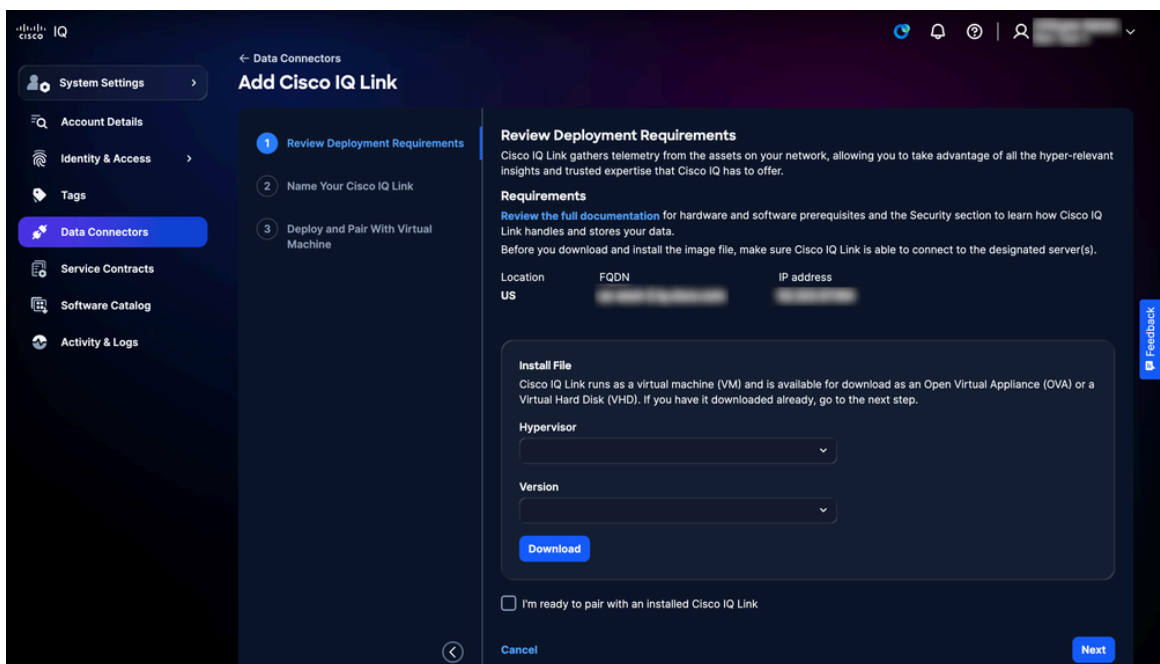 cisco IQ
← Data Connectors
Add Cisco IQ Link
System Settings
Account Details
Identity & Access
Tags
Data Connectors
Service Contracts
Software Catalog
Activity & Logs
1 Review Deployment Requirements
2 Name Your Cisco IQ Link
3 Deploy and Pair With Virtual
Machine
Review Deployment Requirements
Cisco IQ Link gathers telemetry from the assets on your network, allowing you to take advantage of all the hyper-relevant
insights and trusted expertise that Cisco IQ has to offer.
Requirements
Review the full documentation for hardware and software prerequisites and the Security section to learn how Cisco IQ
Link handles and stores your data.
Before you download and install the image file, make sure Cisco IQ Link is able to connect to the designated server(s).
Location FQDN IP address
US
Install File
Cisco IQ Link runs as a virtual machine (VM) and is available for download as an Open Virtual Appliance (OVA) or a
Virtual Hard Disk (VHD). If you have it downloaded already, go to the next step.
Hypervisor
Version
Download
I'm ready to pair with an installed Cisco IQ Link
Cancel Next
Feedback